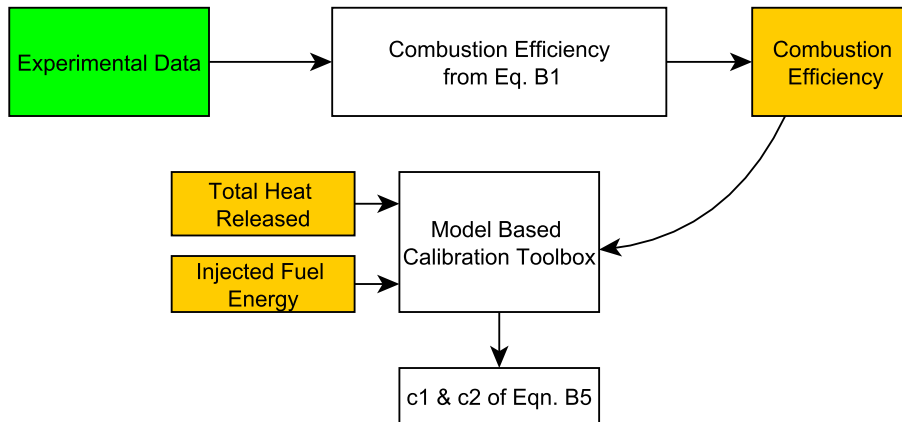 Experimental Data
Combustion Efficiency
from Eq. B1
Combustion
Efficiency
Total Heat
Released
Injected Fuel
Energy
Model Based
Calibration Toolbox
c1 & c2 of Eqn. B5